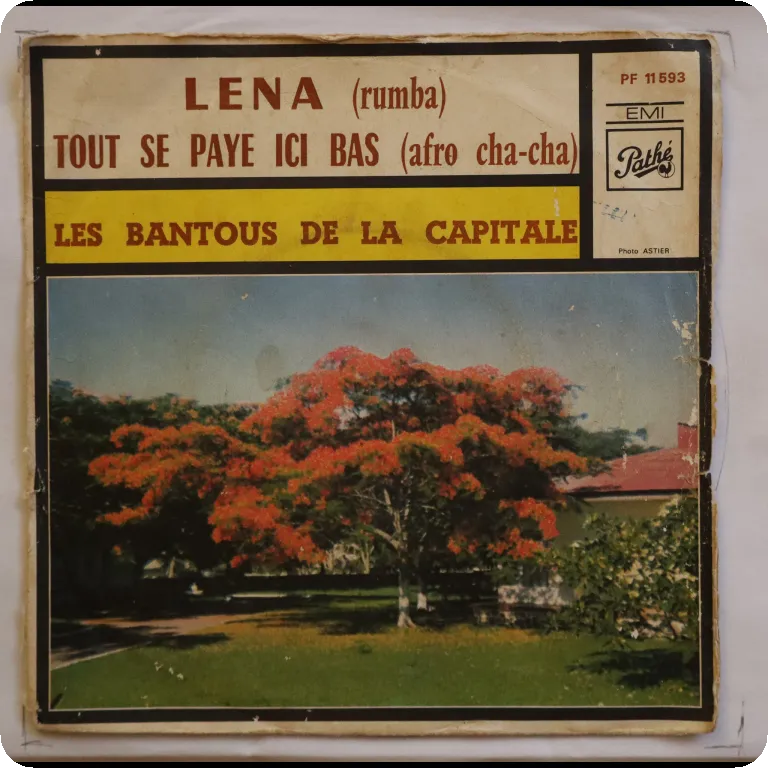 LENA (rumba)
TOUT SE PAYE ICI BAS (afro cha-cha)
LES BANTOUS DE LA CAPITALE
PF 11593
EMI
Pathé
Photo ASTIER